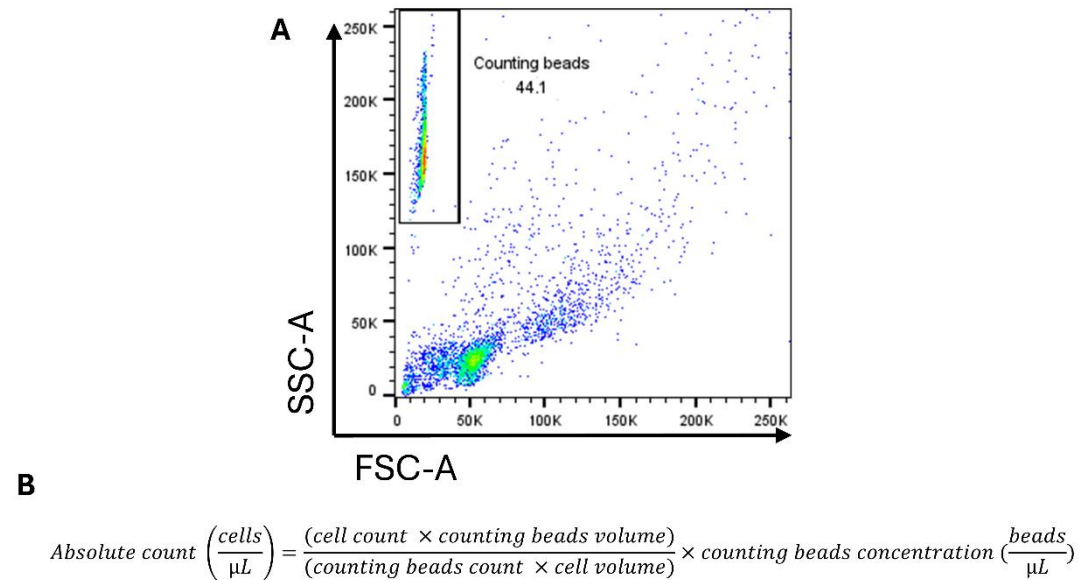 A
250K
200K
150K
100K
50K
0
Counting beads
44.1
SSC-A
0 50K 100K 150K 200K 250K
FSC-A
B
Absolute count (cells/µL) = (cell count × counting beads volume)/(counting beads count × cell volume) × counting beads concentration (beads/µL)